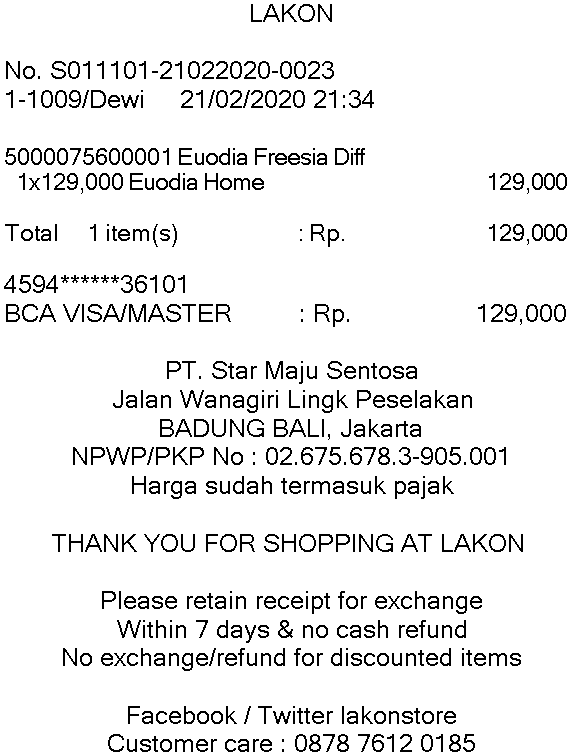 LAKON
No. S011101-21022020-0023
1-1009/Dewi 21/02/2020 21:34
5000075600001 Euodia Freesia Diff
1x129,000 Euodia Home 129,000
Total 1 item(s) : Rp. 129,000
4594******36101
BCA VISA/MASTER : Rp. 129,000
PT. Star Maju Sentosa
Jalan Wanagiri Lingk Peselakan
BADUNG BALI, Jakarta
NPWP/PKP No : 02.675.678.3-905.001
Harga sudah termasuk pajak
THANK YOU FOR SHOPPING AT LAKON
Please retain receipt for exchange
Within 7 days & no cash refund
No exchange/refund for discounted items
Facebook / Twitter lakonstore
Customer care : 0878 7612 0185